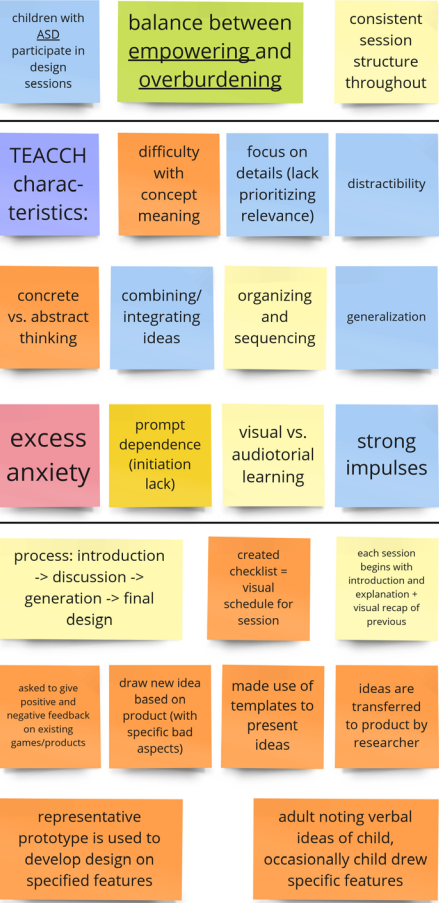 children with
ASD
participate in
design
sessions
balance between
empowering and
overburdening
consistent
session
structure
throughout
TEACCH
charac-
teristics:
difficulty
with
concept
meaning
focus on
details (lack
prioritizing
relevance)
distractibility
concrete
vs. abstract
thinking
combining/
integrating
ideas
organizing
and
sequencing
generalization
excess
anxiety
prompt
dependence
(initiation
lack)
visual vs.
audiotorial
learning
strong
impulses
process: introduction
-> discussion ->
generation -> final
design
created
checklist =
visual
schedule for
session
each session
begins with
introduction and
explanation +
visual recap of
previous
asked to give
positive and
negative feedback
on existing
games/products
draw new idea
based on
product (with
specific bad
aspects)
made use of
templates to
present
ideas
ideas are
transferred
to product by
researcher
representative
prototype is used to
develop design on
specified features
adult noting verbal
ideas of child,
occasionally child drew
specific features